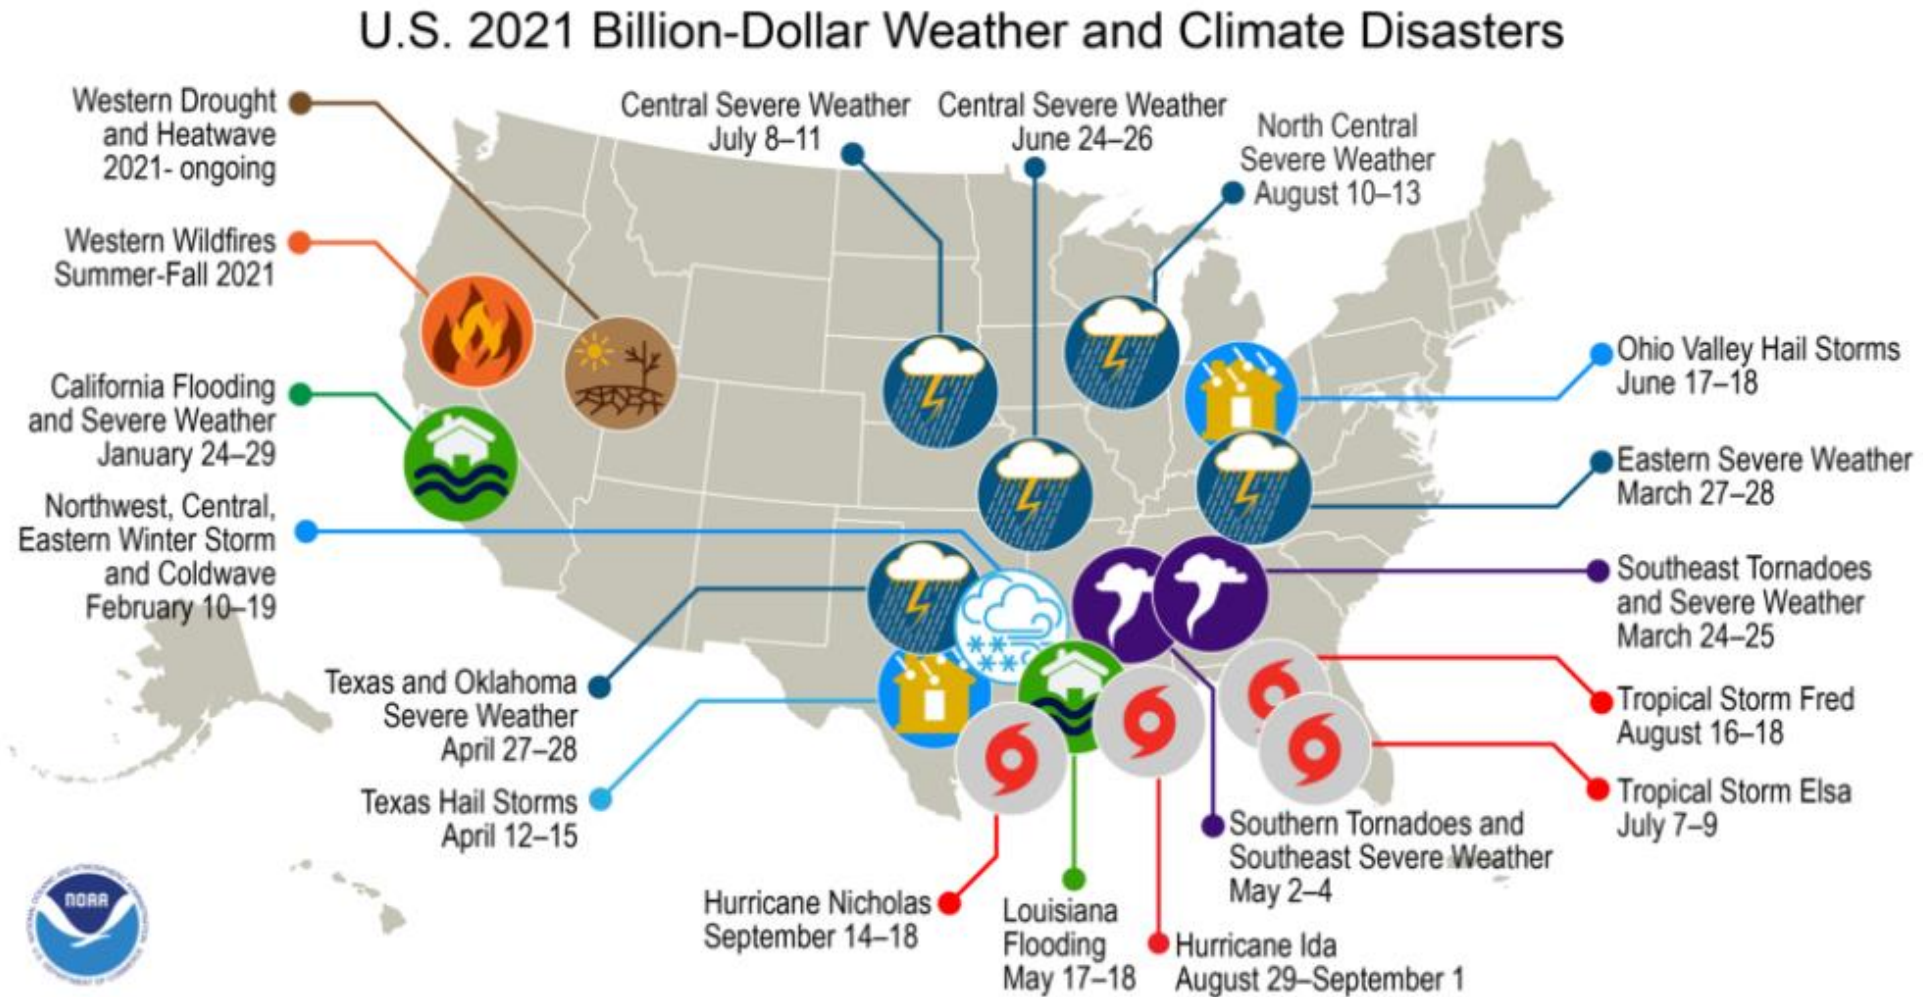 U.S. 2021 Billion-Dollar Weather and Climate Disasters
Western Drought
and Heatwave
2021- ongoing
Western Wildfires
Summer-Fall 2021
California Flooding
and Severe Weather
January 24–29
Northwest, Central,
Eastern Winter Storm
and Coldwave
February 10–19
Central Severe Weather
July 8–11
Central Severe Weather
June 24–26
North Central
Severe Weather
August 10–13
Ohio Valley Hail Storms
June 17–18
Eastern Severe Weather
March 27–28
Southeast Tornadoes
and Severe Weather
March 24–25
Tropical Storm Fred
August 16–18
Tropical Storm Elsa
July 7–9
Texas and Oklahoma
Severe Weather
April 27–28
Texas Hail Storms
April 12–15
Hurricane Nicholas
September 14–18
Louisiana
Flooding
May 17–18
Hurricane Ida
August 29–September 1
Southern Tornadoes and
Southeast Severe Weather
May 2–4
NOAA